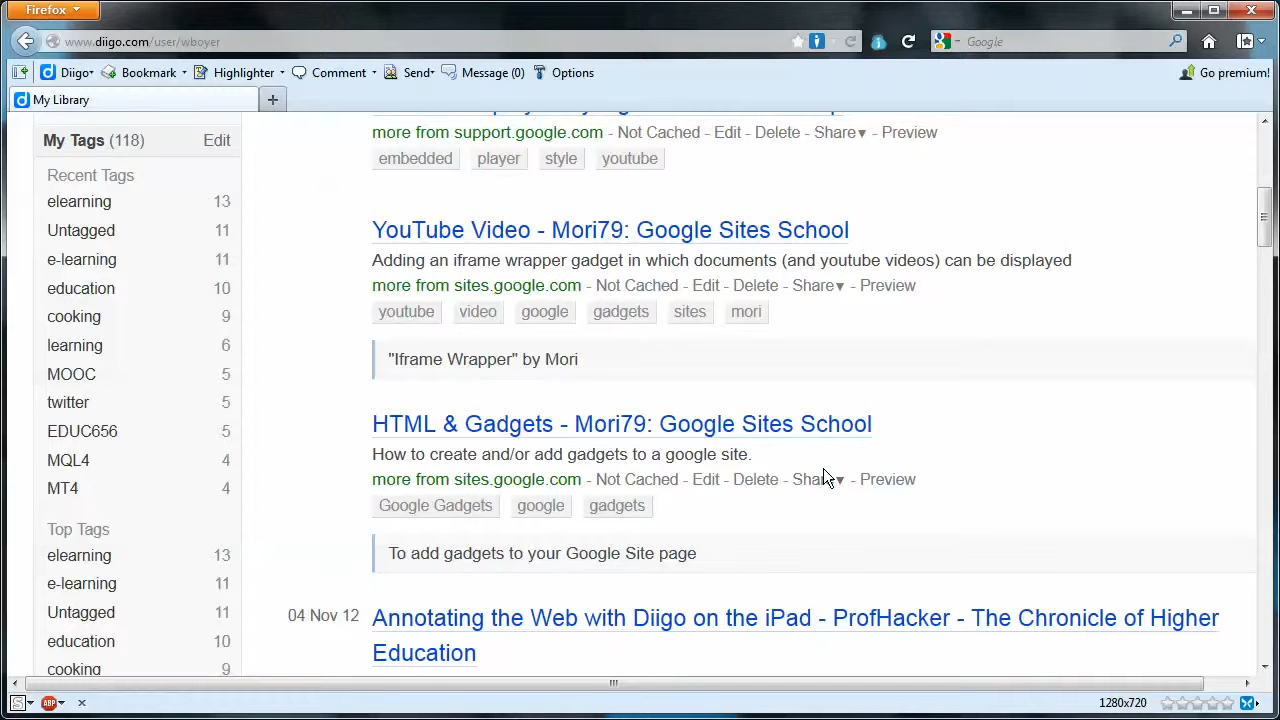 Firefox
www.diigo.com/user/wboyer
Google
Diigo Bookmark Highlighter Comment Send Message (0) Options Go premium!
My Library
My Tags (118) Edit
Recent Tags
elearning 13
Untagged 11
e-learning 11
education 10
cooking 9
learning 6
MOOC 5
twitter 5
EDUC656 5
MQL4 4
MT4 4
Top Tags
elearning 13
e-learning 11
Untagged 11
education 10
cooking 9
more from support.google.com - Not Cached - Edit - Delete - Share - Preview
embedded player style youtube
YouTube Video - Mori79: Google Sites School
Adding an iframe wrapper gadget in which documents (and youtube videos) can be displayed
more from sites.google.com - Not Cached - Edit - Delete - Share - Preview
youtube video google gadgets sites mori
"Iframe Wrapper" by Mori
HTML & Gadgets - Mori79: Google Sites School
How to create and/or add gadgets to a google site.
more from sites.google.com - Not Cached - Edit - Delete - Share - Preview
Google Gadgets google gadgets
To add gadgets to your Google Site page
04 Nov 12 Annotating the Web with Diigo on the iPad - ProfHacker - The Chronicle of Higher
Education
ABP
1280x720